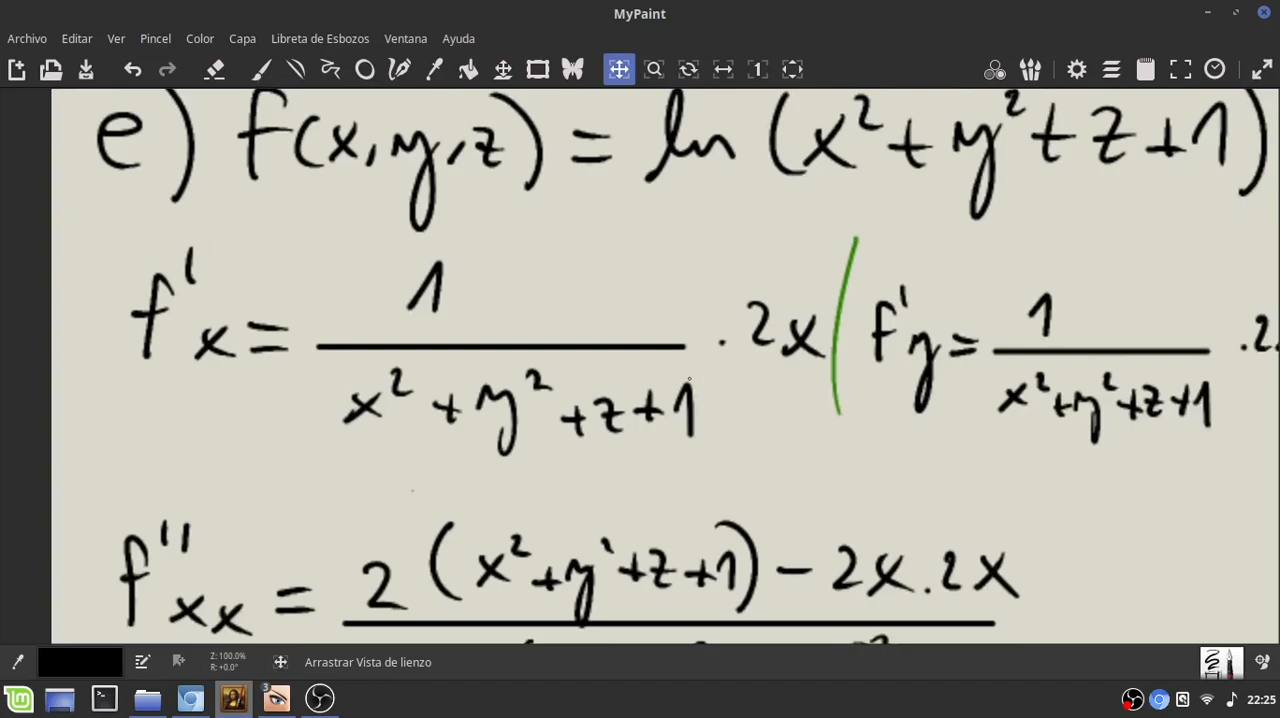 MyPaint
Archivo Editar Ver Pincel Color Capa Libreta de Esbozos Ventana Ayuda
e) f(x,y,z) = ln (x²+y²+z+1)
f'x = 1/(x²+y²+z+1) . 2x f'y = 1/(x²+y²+z+1) .2
f''xx = 2(x²+y²+z+1) - 2x.2x
Z: 100.0%
R: +0.0°
Arrastrar Vista de lienzo
3
22:25